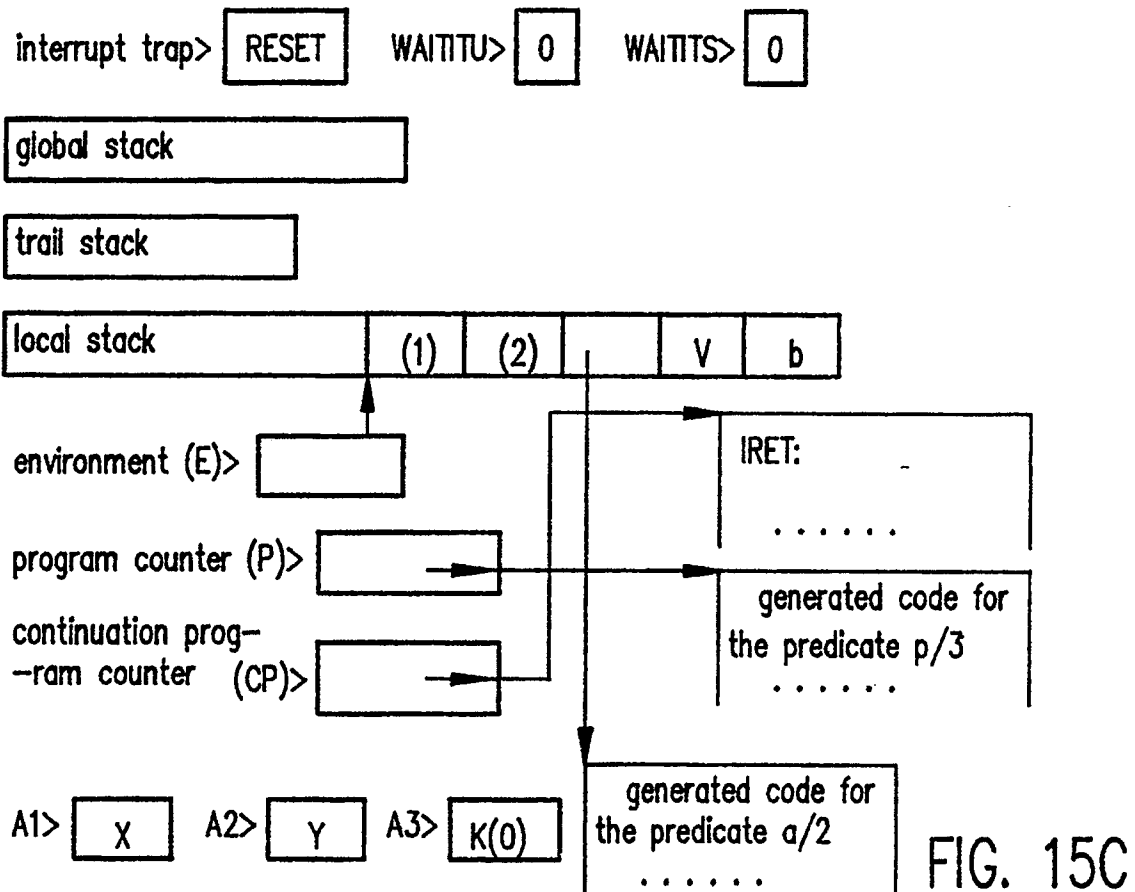 interrupt trap> RESET WAITITU> 0 WAITITS> 0
global stack
trail stack
local stack (1) (2) V b
environment (E)>
IRET:
. . . . . .
program counter (P)>
generated code for
the predicate p/3
. . . . . .
continuation prog-
-ram counter (CP)>
A1> X A2> Y A3> K(0)
generated code for
the predicate a/2
. . . . . .
FIG. 15C